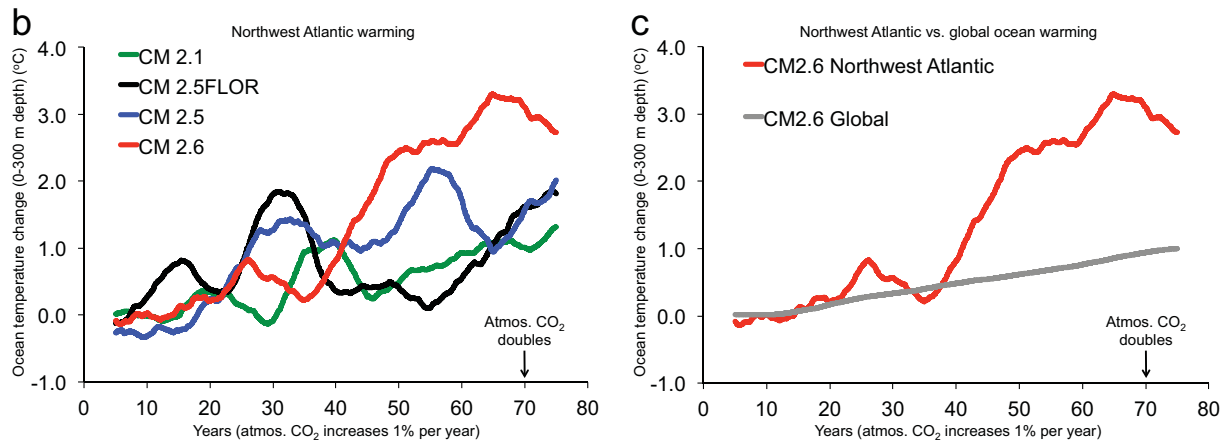 b
Northwest Atlantic warming
Ocean temperature change (0-300 m depth) (°C)
4.0
3.0
2.0
1.0
0.0
-1.0
CM 2.1
CM 2.5FLOR
CM 2.5
CM 2.6
Atmos. CO₂
doubles
0 10 20 30 40 50 60 70 80
Years (atmos. CO₂ increases 1% per year)
c
Northwest Atlantic vs. global ocean warming
Ocean temperature change (0-300 m depth) (°C)
4.0
3.0
2.0
1.0
0.0
-1.0
CM2.6 Northwest Atlantic
CM2.6 Global
Atmos. CO₂
doubles
0 10 20 30 40 50 60 70 80
Years (atmos. CO₂ increases 1% per year)